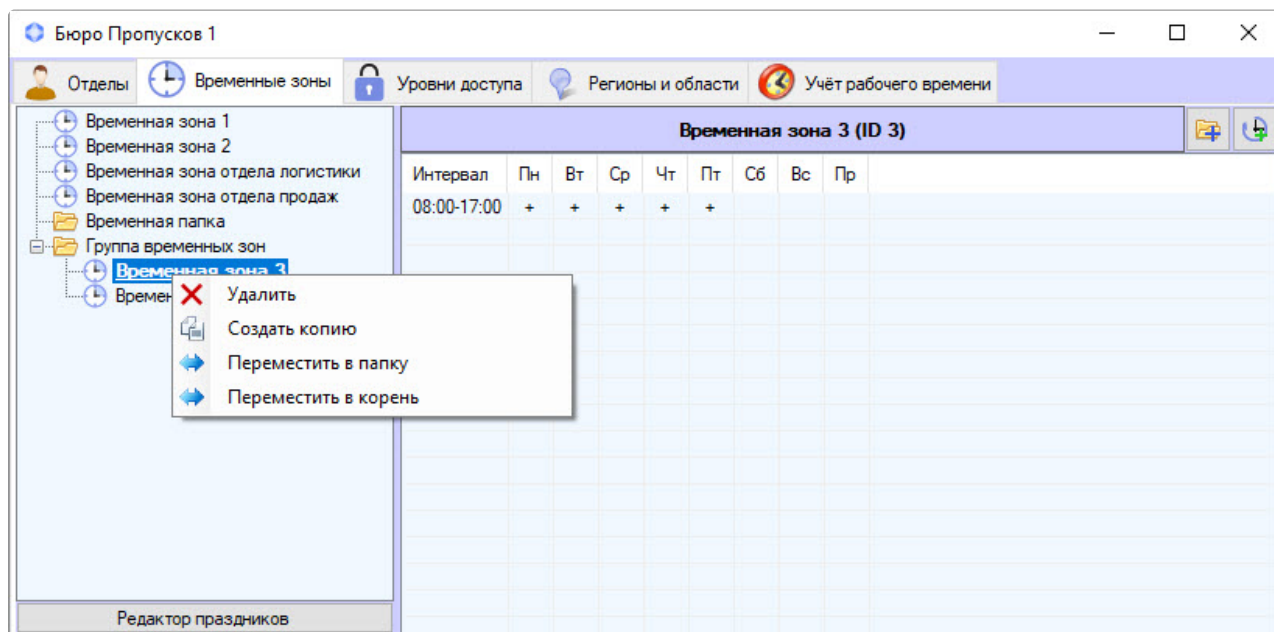 Бюро Пропусков 1
Отделы Временные зоны Уровни доступа Регионы и области Учёт рабочего времени
Временная зона 1
Временная зона 2
Временная зона отдела логистики
Временная зона отдела продаж
Временная папка
Группа временных зон
Временная зона 3
Удалить
Создать копию
Переместить в папку
Переместить в корень
Редактор праздников
Временная зона 3 (ID 3)
Интервал Пн Вт Ср Чт Пт Сб Вс Пр
08:00-17:00 + + + + +